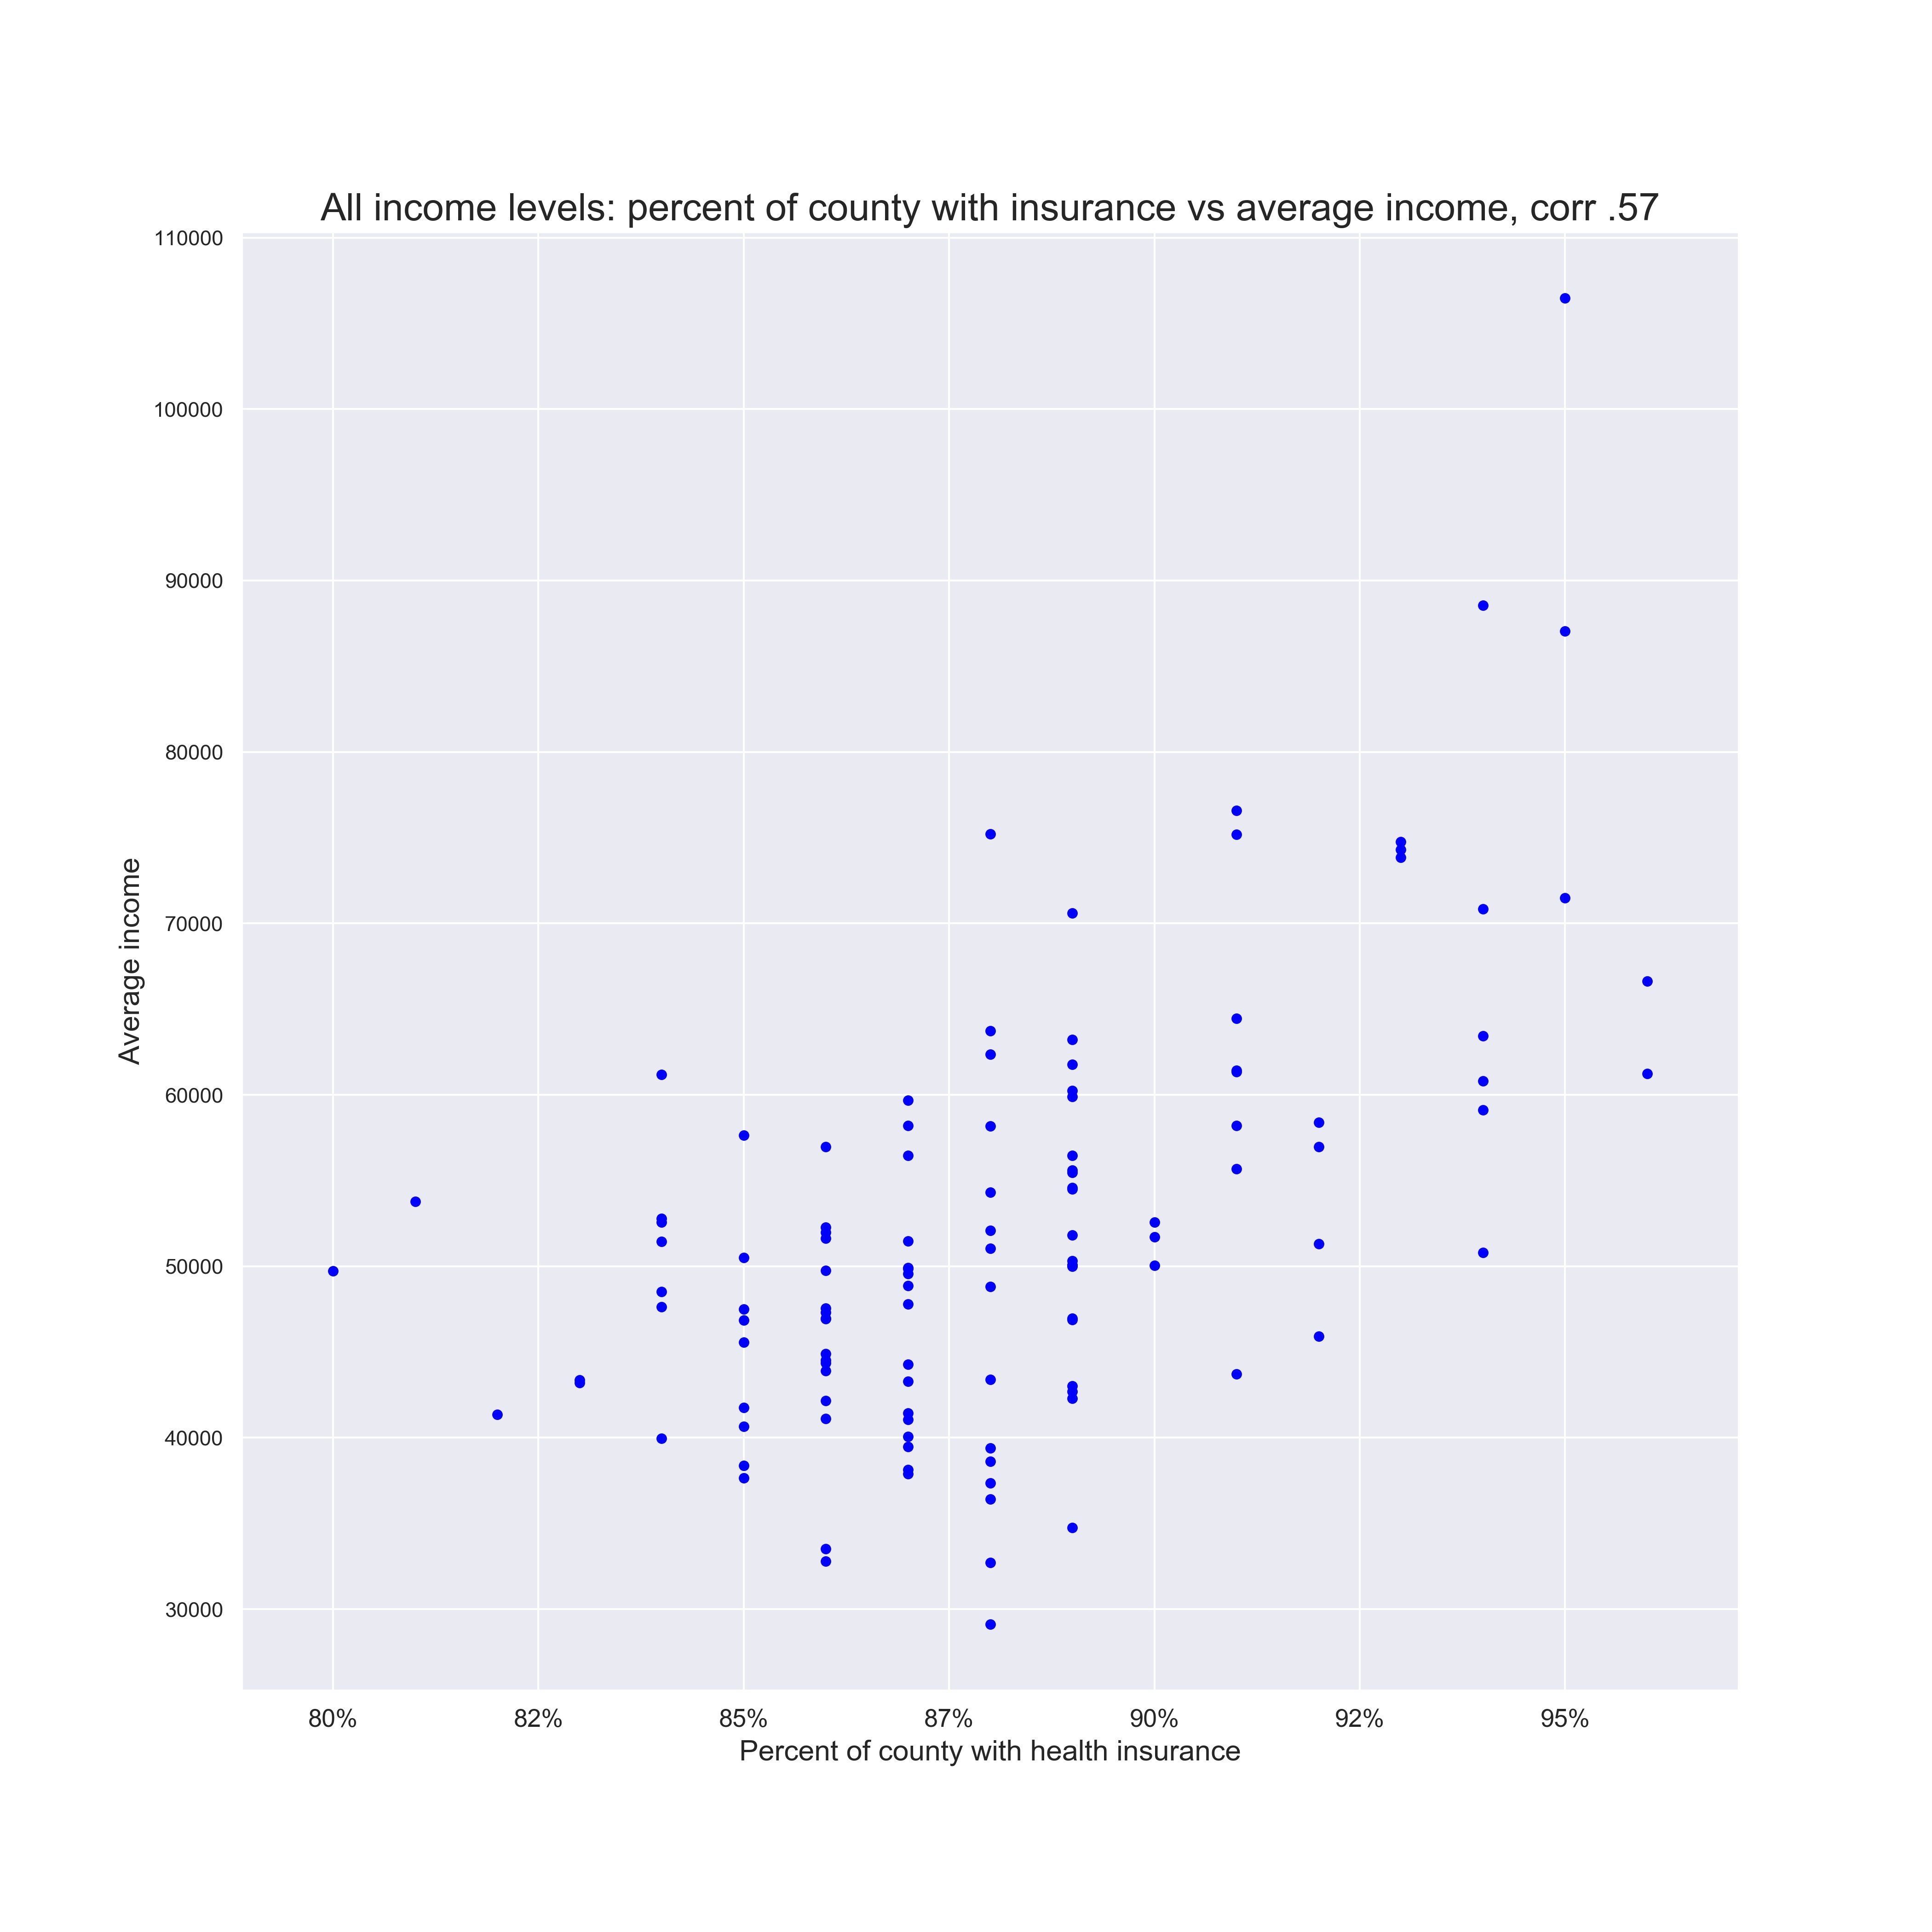 All income levels: percent of county with insurance vs average income, corr .57
110000
100000
90000
80000
70000
60000
50000
40000
30000
Average income
80% 82% 85% 87% 90% 92% 95%
Percent of county with health insurance